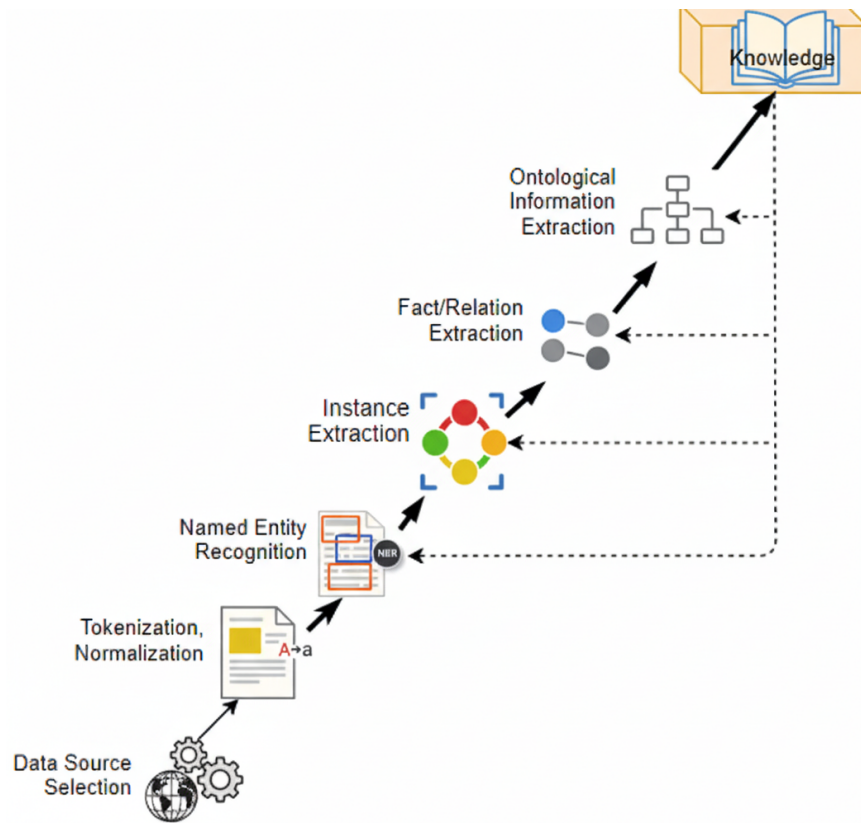 Knowledge
Ontological
Information
Extraction
Fact/Relation
Extraction
Instance
Extraction
Named Entity
Recognition
NER
Tokenization,
Normalization
A→a
Data Source
Selection